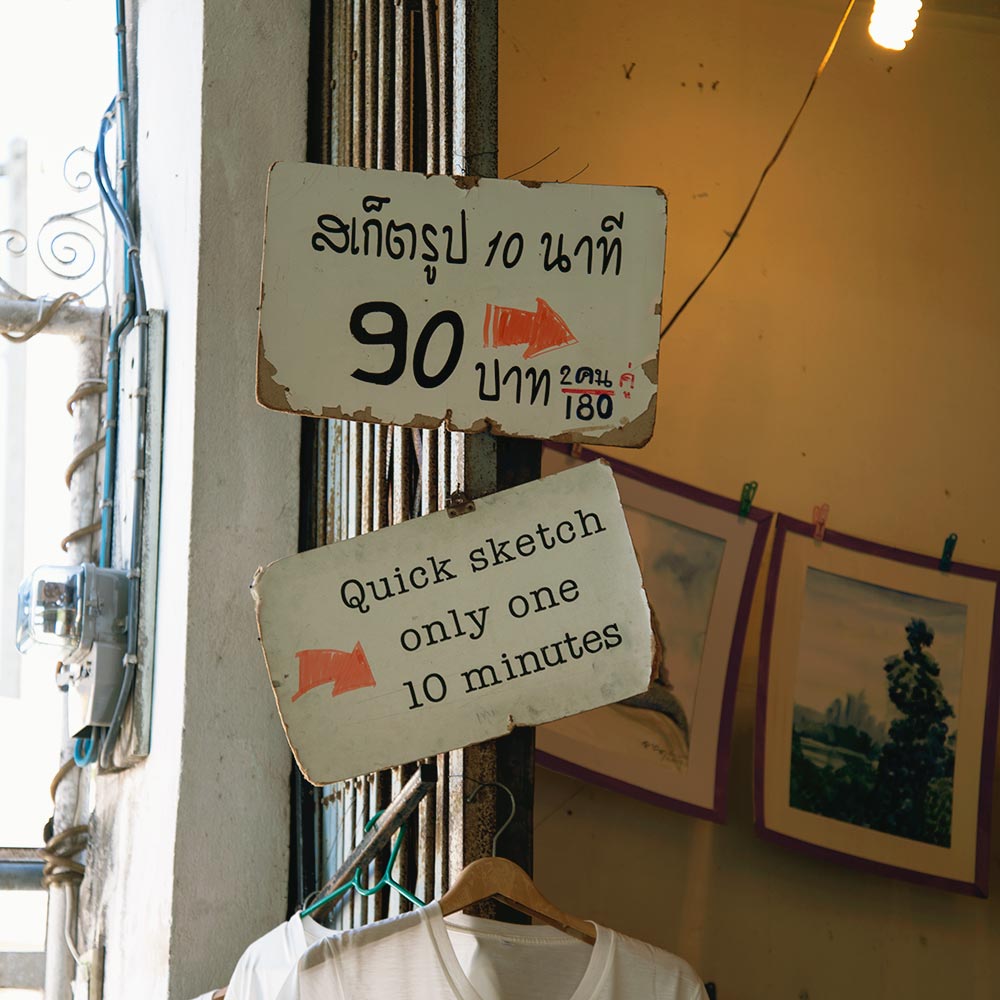 สเก็ตรูป 10 นาที
90
บาท 2 คน คู่
180
Quick sketch
only one
10 minutes